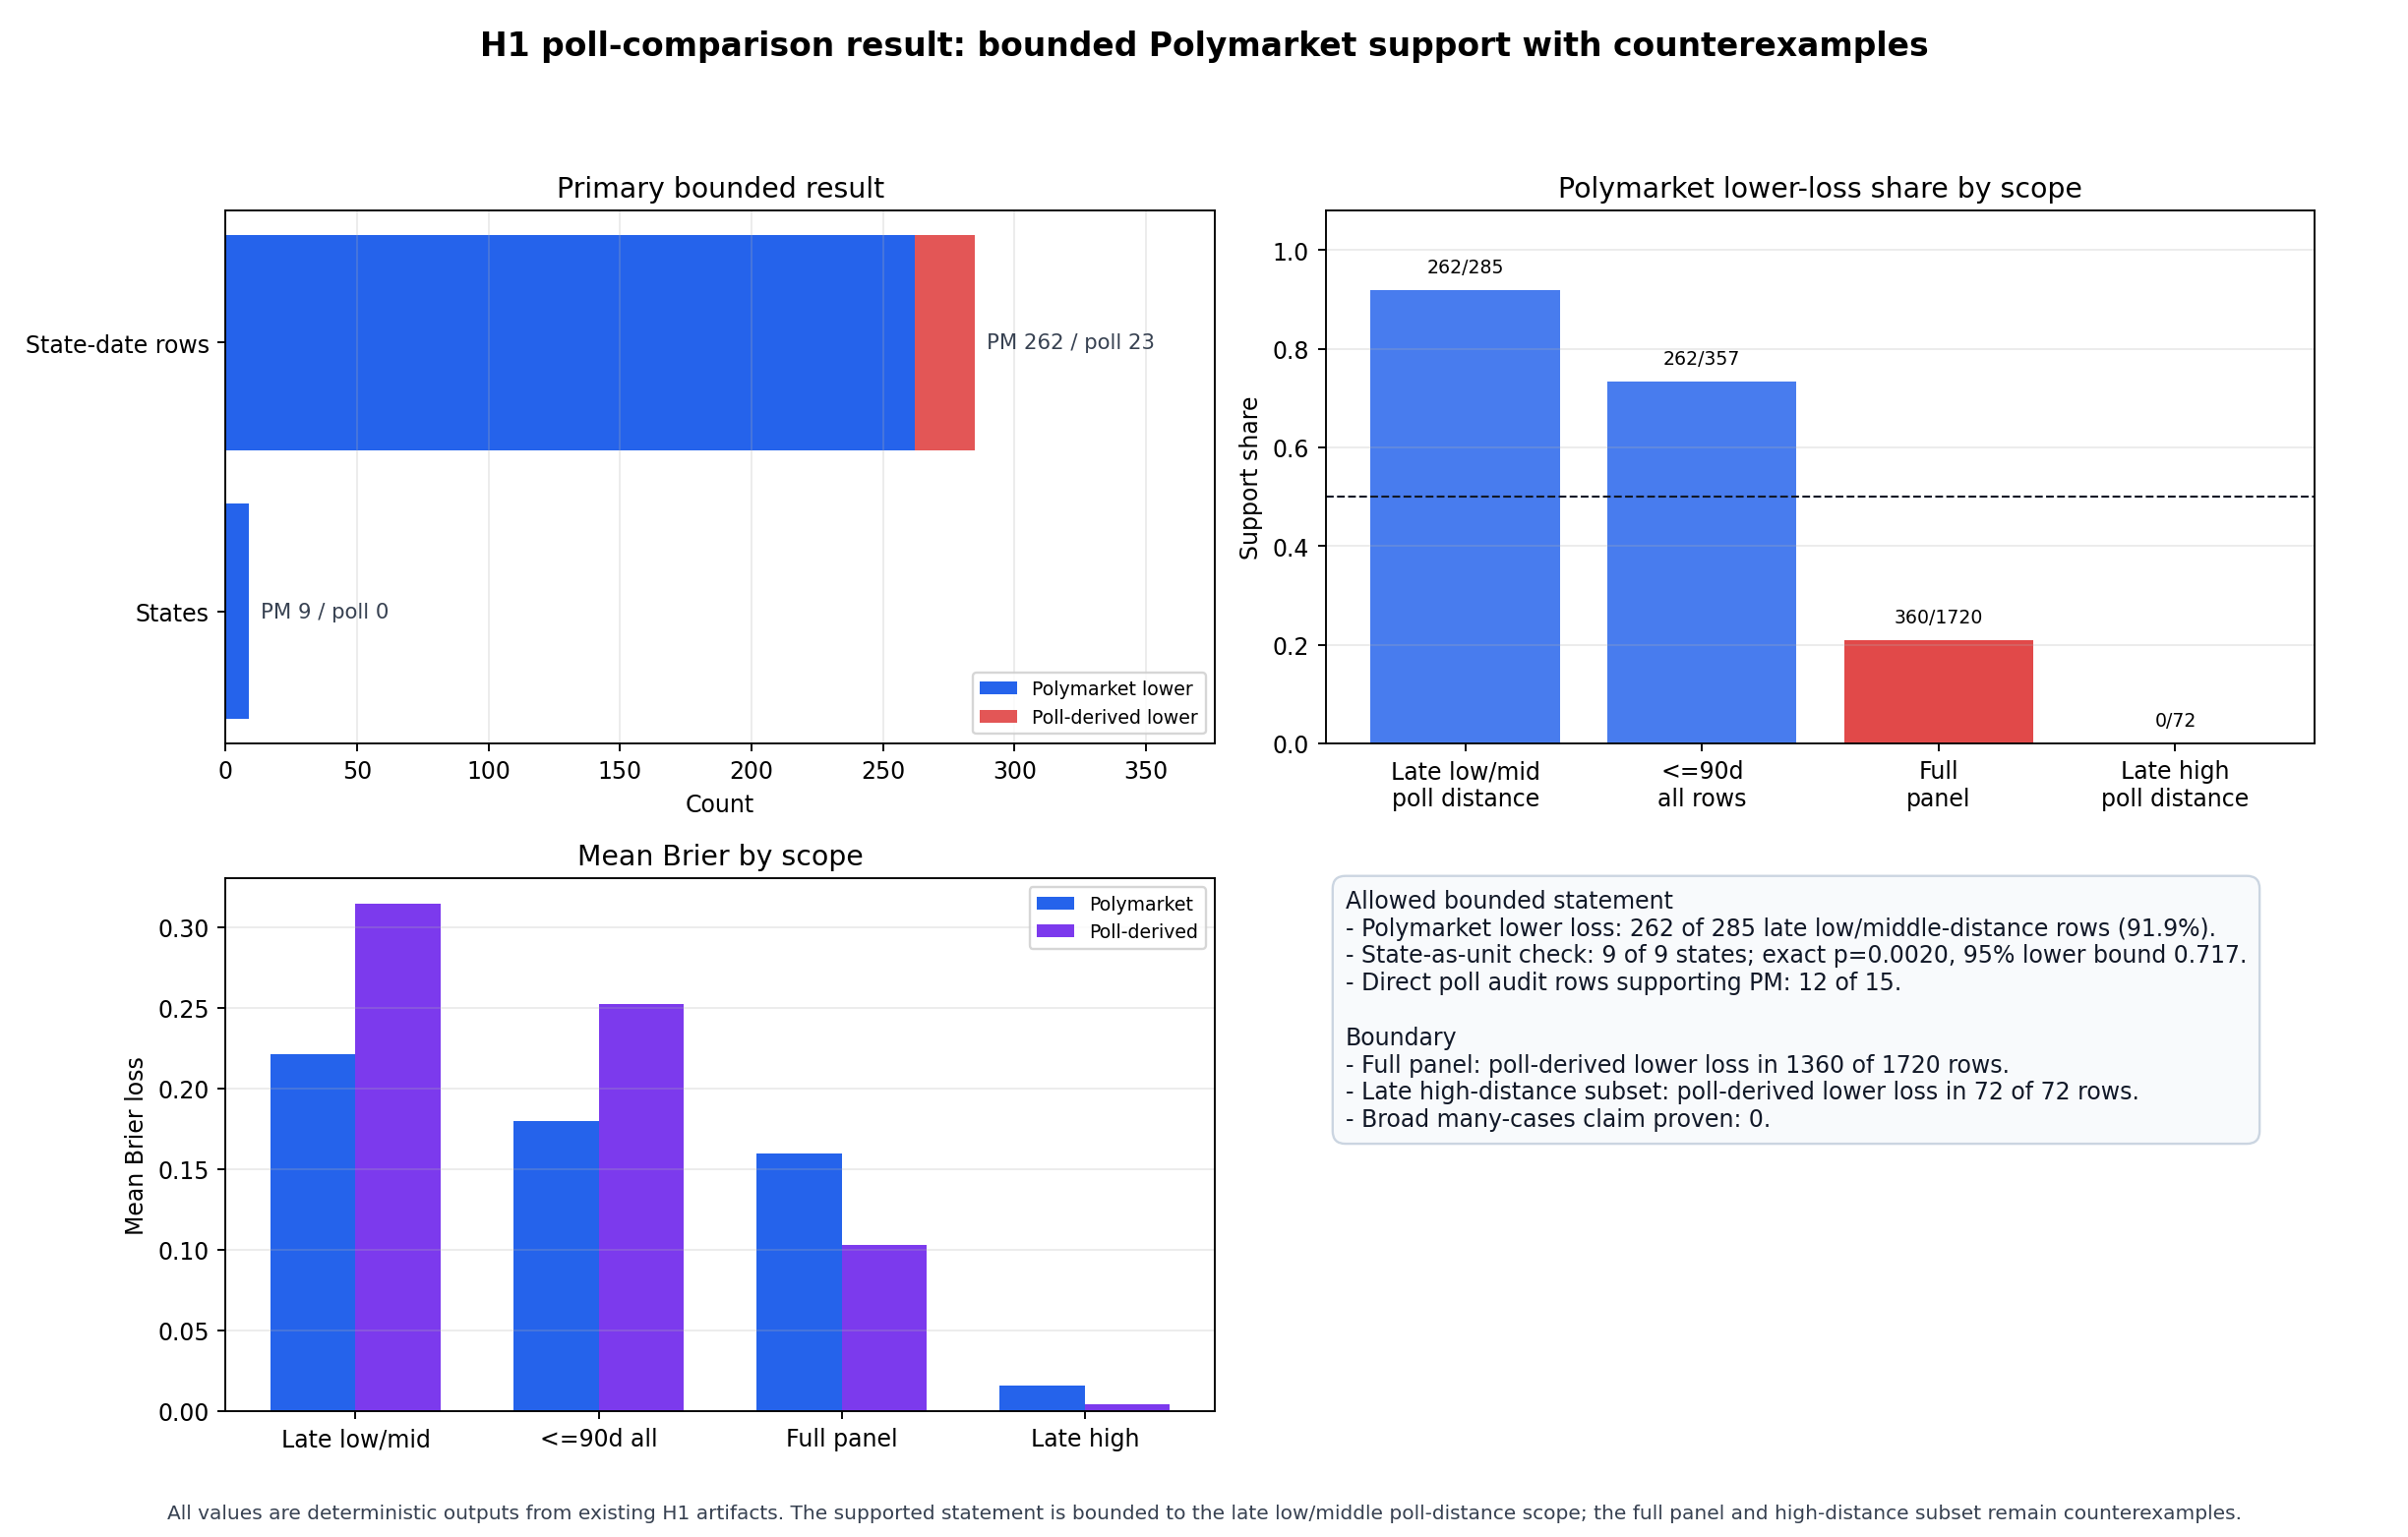 H1 poll-comparison result: bounded Polymarket support with counterexamples
Primary bounded result
State-date rows
States
PM 262 / poll 23
PM 9 / poll 0
Polymarket lower
Poll-derived lower
0 50 100 150 200 250 300 350
Count
Polymarket lower-loss share by scope
Support share
1.0
0.8
0.6
0.4
0.2
0.0
262/285
262/357
360/1720
0/72
Late low/mid
poll distance
<=90d
all rows
Full
panel
Late high
poll distance
Mean Brier by scope
Mean Brier loss
0.30
0.25
0.20
0.15
0.10
0.05
0.00
Polymarket
Poll-derived
Late low/mid
<=90d all
Full panel
Late high
Allowed bounded statement
- Polymarket lower loss: 262 of 285 late low/middle-distance rows (91.9%).
- State-as-unit check: 9 of 9 states; exact p=0.0020, 95% lower bound 0.717.
- Direct poll audit rows supporting PM: 12 of 15.
Boundary
- Full panel: poll-derived lower loss in 1360 of 1720 rows.
- Late high-distance subset: poll-derived lower loss in 72 of 72 rows.
- Broad many-cases claim proven: 0.
All values are deterministic outputs from existing H1 artifacts. The supported statement is bounded to the late low/middle poll-distance scope; the full panel and high-distance subset remain counterexamples.